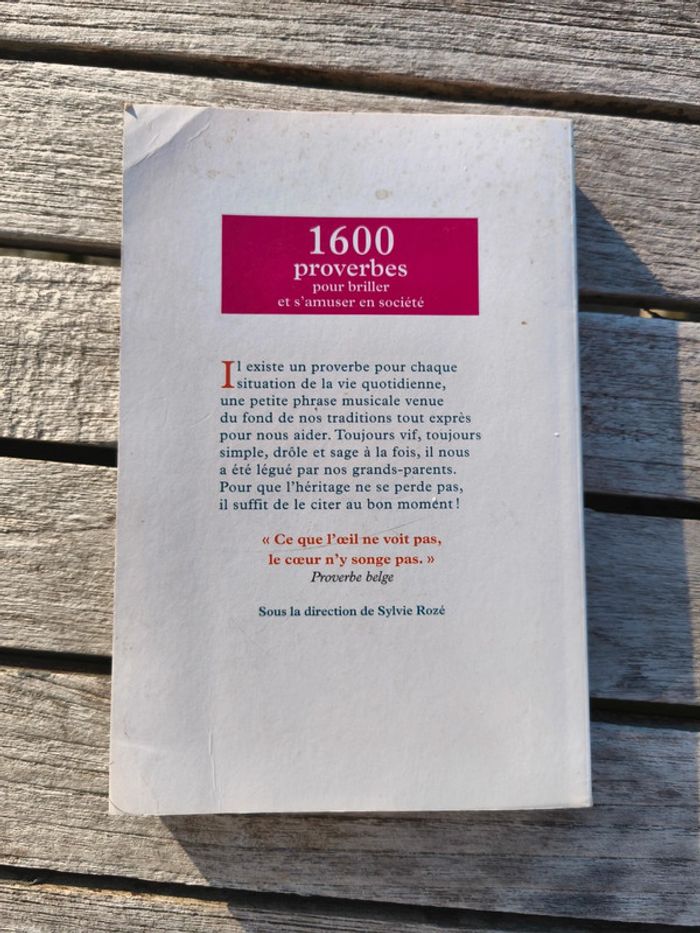 1600
proverbes
pour briller
et s'amuser en société
Il existe un proverbe pour chaque
situation de la vie quotidienne,
une petite phrase musicale venue
du fond de nos traditions tout exprès
pour nous aider. Toujours vif, toujours
simple, drôle et sage à la fois, il nous
a été légué par nos grands-parents.
Pour que l'héritage ne se perde pas,
il suffit de le citer au bon moment !
« Ce que l'œil ne voit pas,
le cœur n'y songe pas. »
Proverbe belge
Sous la direction de Sylvie Rozé